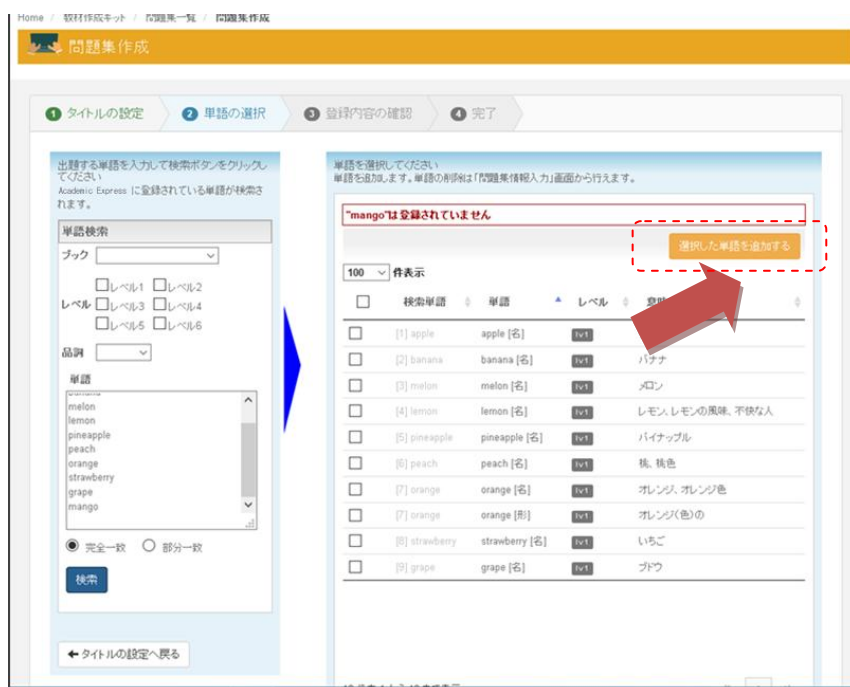 Home / 教材作成キット / 問題集一覧 / 問題集作成
問題集作成
1 タイトルの設定
2 単語の選択
3 登録内容の確認
4 完了
出題する単語を入力して検索ボタンをクリックし
てください
Academic Express に登録されている単語が検索さ
れます。
単語検索
ブック
レベル1 レベル2
レベル レベル3 レベル4
レベル5 レベル6
品詞
単語
melon
lemon
pineapple
peach
orange
strawberry
grape
mango
完全一致 部分一致
検索
タイトルの設定へ戻る
単語を選択してください
単語を追加します。単語の削除は「問題集情報入力」画面から行えます。
"mango"は登録されていません
選択した単語を追加する
100 件表示
検索単語 単語 レベル
[1] apple apple [名] lv1
[2] banana banana [名] lv1 バナナ
[3] melon melon [名] lv1 メロン
[4] lemon lemon [名] lv1 レモン、レモンの風味、不快な人
[5] pineapple pineapple [名] lv1 パイナップル
[6] peach peach [名] lv1 桃、桃色
[7] orange orange [名] lv1 オレンジ、オレンジ色
[7] orange orange [形] lv1 オレンジ(色)の
[8] strawberry strawberry [名] lv1 いちご
[9] grape grape [名] lv1 ブドウ